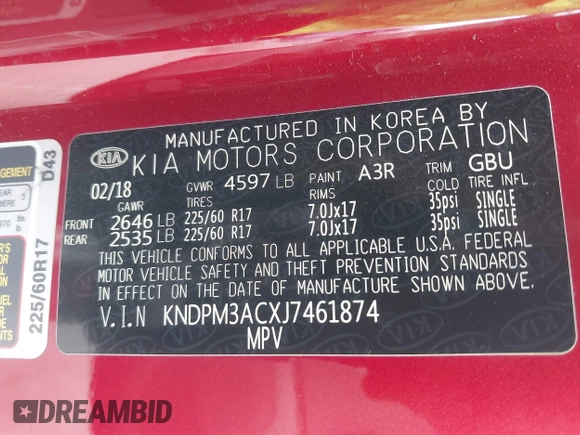 MANUFACTURED IN KOREA BY
KIA KIA MOTORS CORPORATION
02/18 GVWR 4597 LB PAINT A3R TRIM GBU
GAWR TIRES RIMS COLD TIRE INFL
FRONT 2646 LB 225/60 R17 7.0Jx17 35psi SINGLE
REAR 2535 LB 225/60 R17 7.0Jx17 35psi SINGLE
THIS VEHICLE CONFORMS TO ALL APPLICABLE U.S.A. FEDERAL
MOTOR VEHICLE SAFETY AND THEFT PREVENTION STANDARDS
IN EFFECT ON THE DATE OF MANUFACTURE SHOWN ABOVE.
V.I.N KNDPM3ACXJ7461874
MPV
D43
225/60R17
DREAMBID